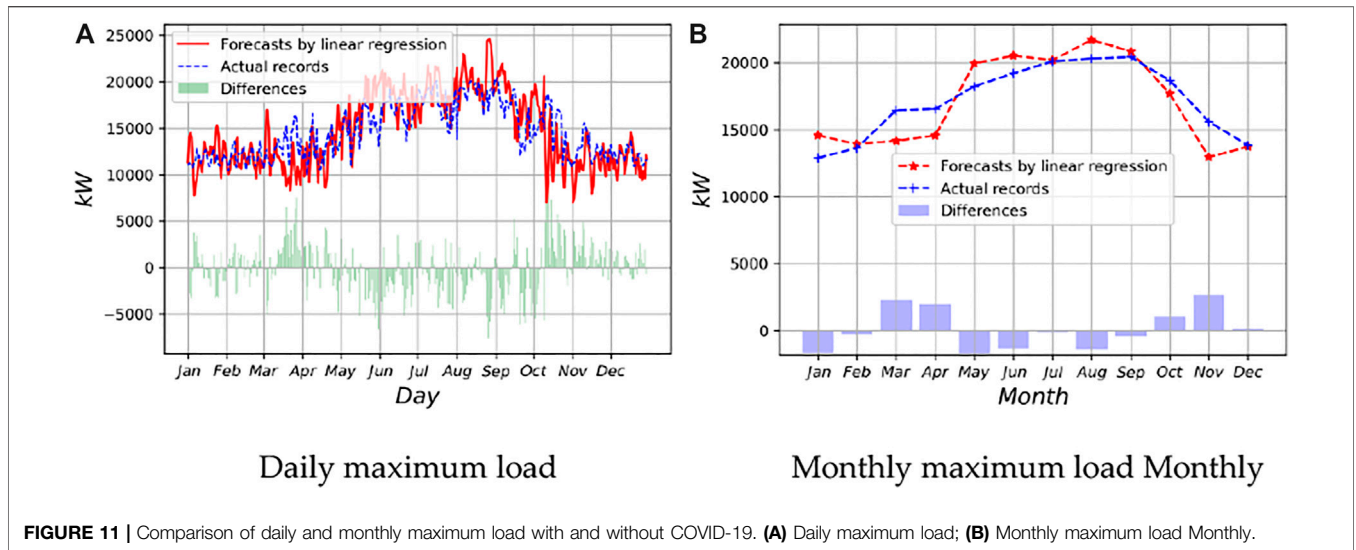 A
25000
20000
15000
10000
5000
0
−5000
kW
Forecasts by linear regression
Actual records
Differences
Jan Feb Mar Apr May Jun Jul Aug Sep Oct Nov Dec
Day
Daily maximum load
B
20000
15000
10000
5000
0
kW
Forecasts by linear regression
Actual records
Differences
Jan Feb Mar Apr May Jun Jul Aug Sep Oct Nov Dec
Month
Monthly maximum load Monthly
FIGURE 11 | Comparison of daily and monthly maximum load with and without COVID-19. (A) Daily maximum load; (B) Monthly maximum load Monthly.